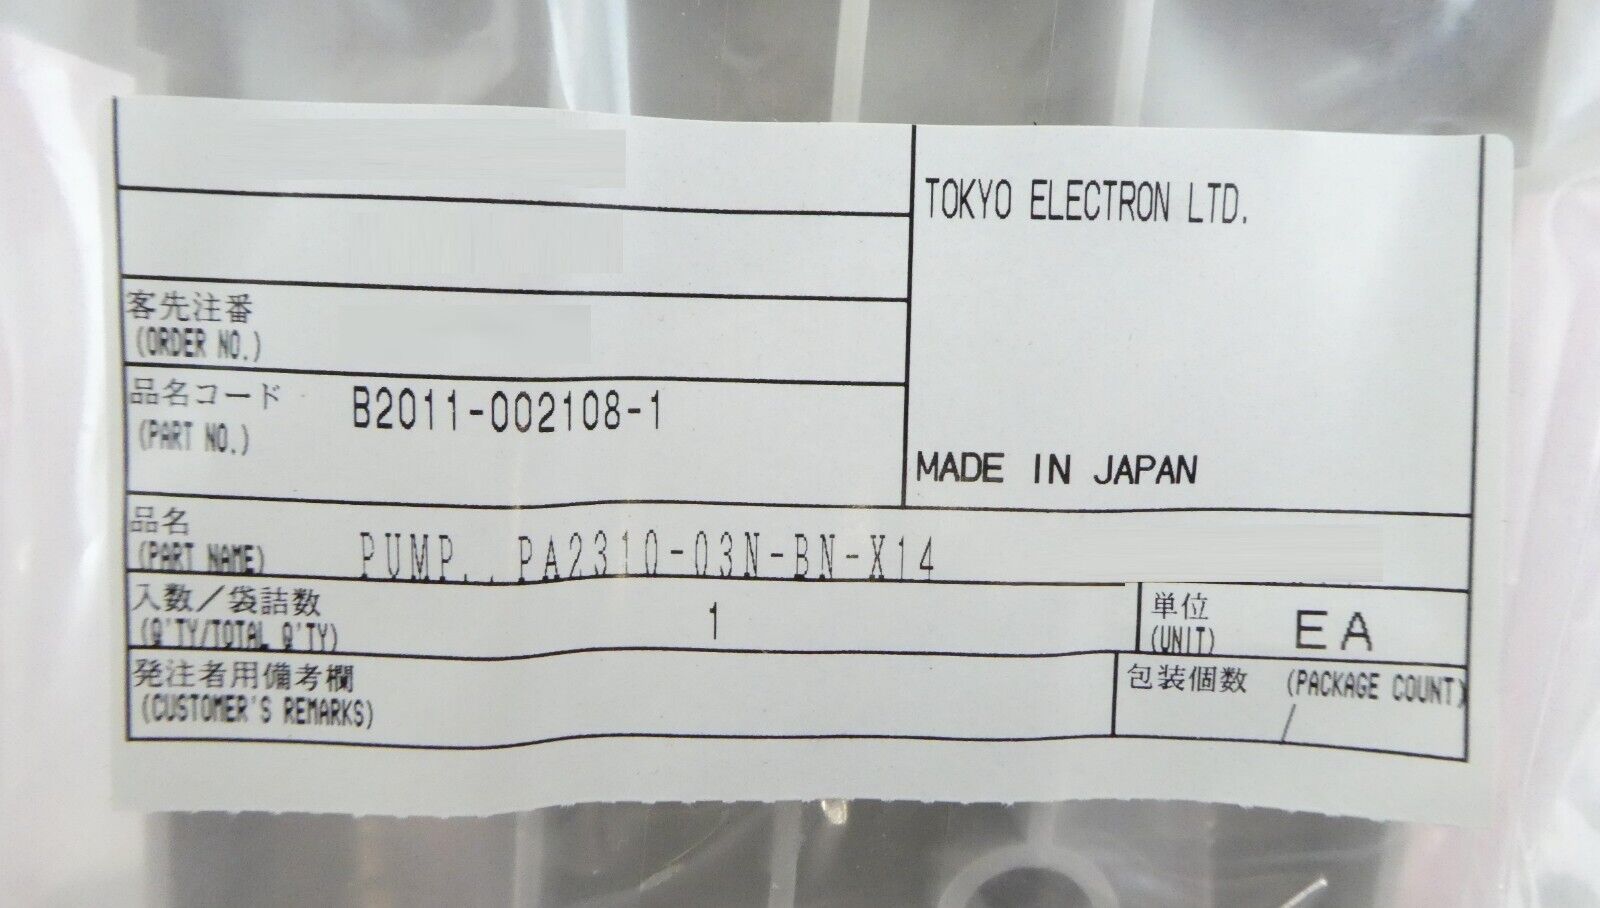 TOKYO ELECTRON LTD.
客先注番
(ORDER NO.)
品名コード
(PART NO.)
B2011-002108-1
MADE IN JAPAN
品名
(PART NAME)
PUMP, , PA2310-03N-BN-X14
入数/袋詰数
(Q'TY/TOTAL Q'TY)
1
単位
(UNIT)
EA
発注者用備考欄
(CUSTOMER'S REMARKS)
包装個数 (PACKAGE COUNT)
/